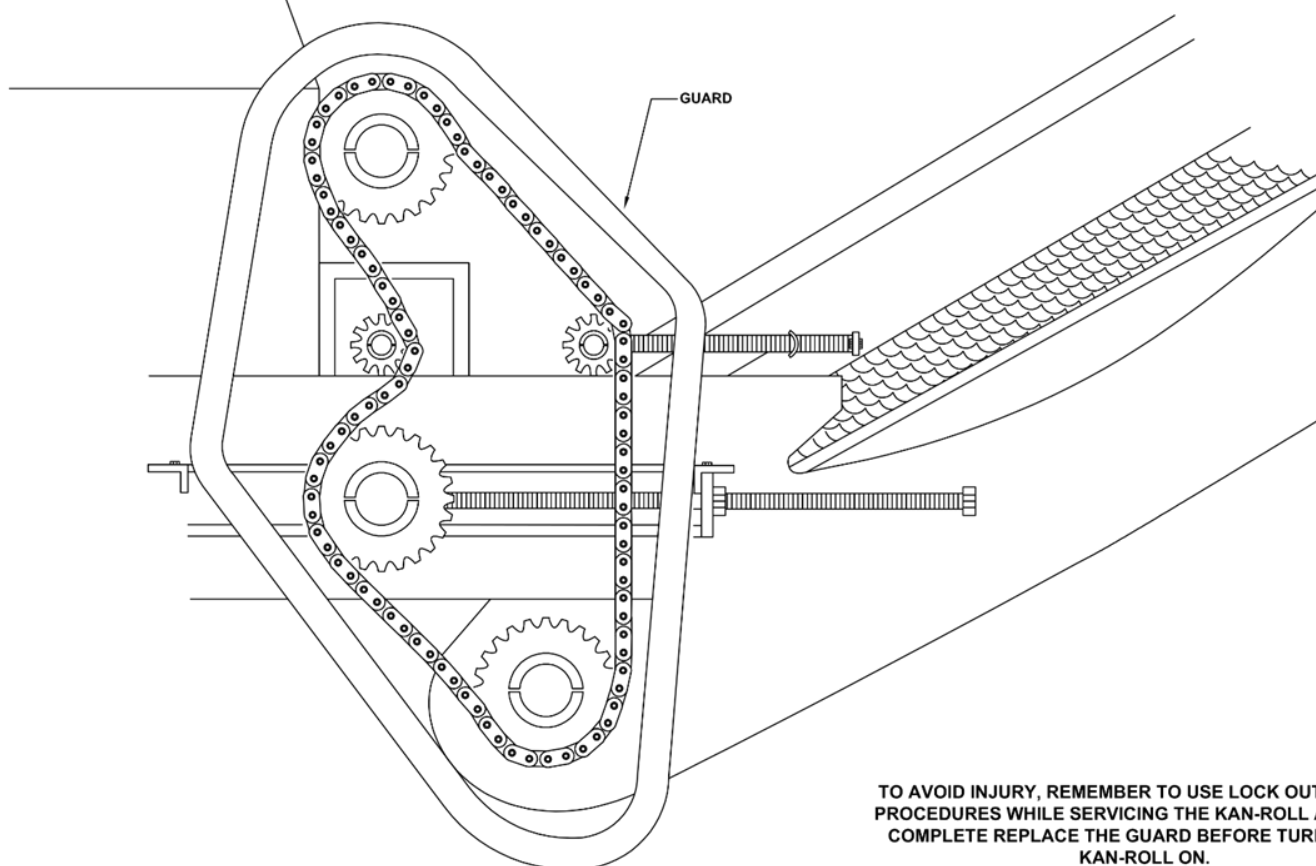 GUARD
TO AVOID INJURY, REMEMBER TO USE LOCK OUT
PROCEDURES WHILE SERVICING THE KAN-ROLL
COMPLETE REPLACE THE GUARD BEFORE
KAN-ROLL ON.